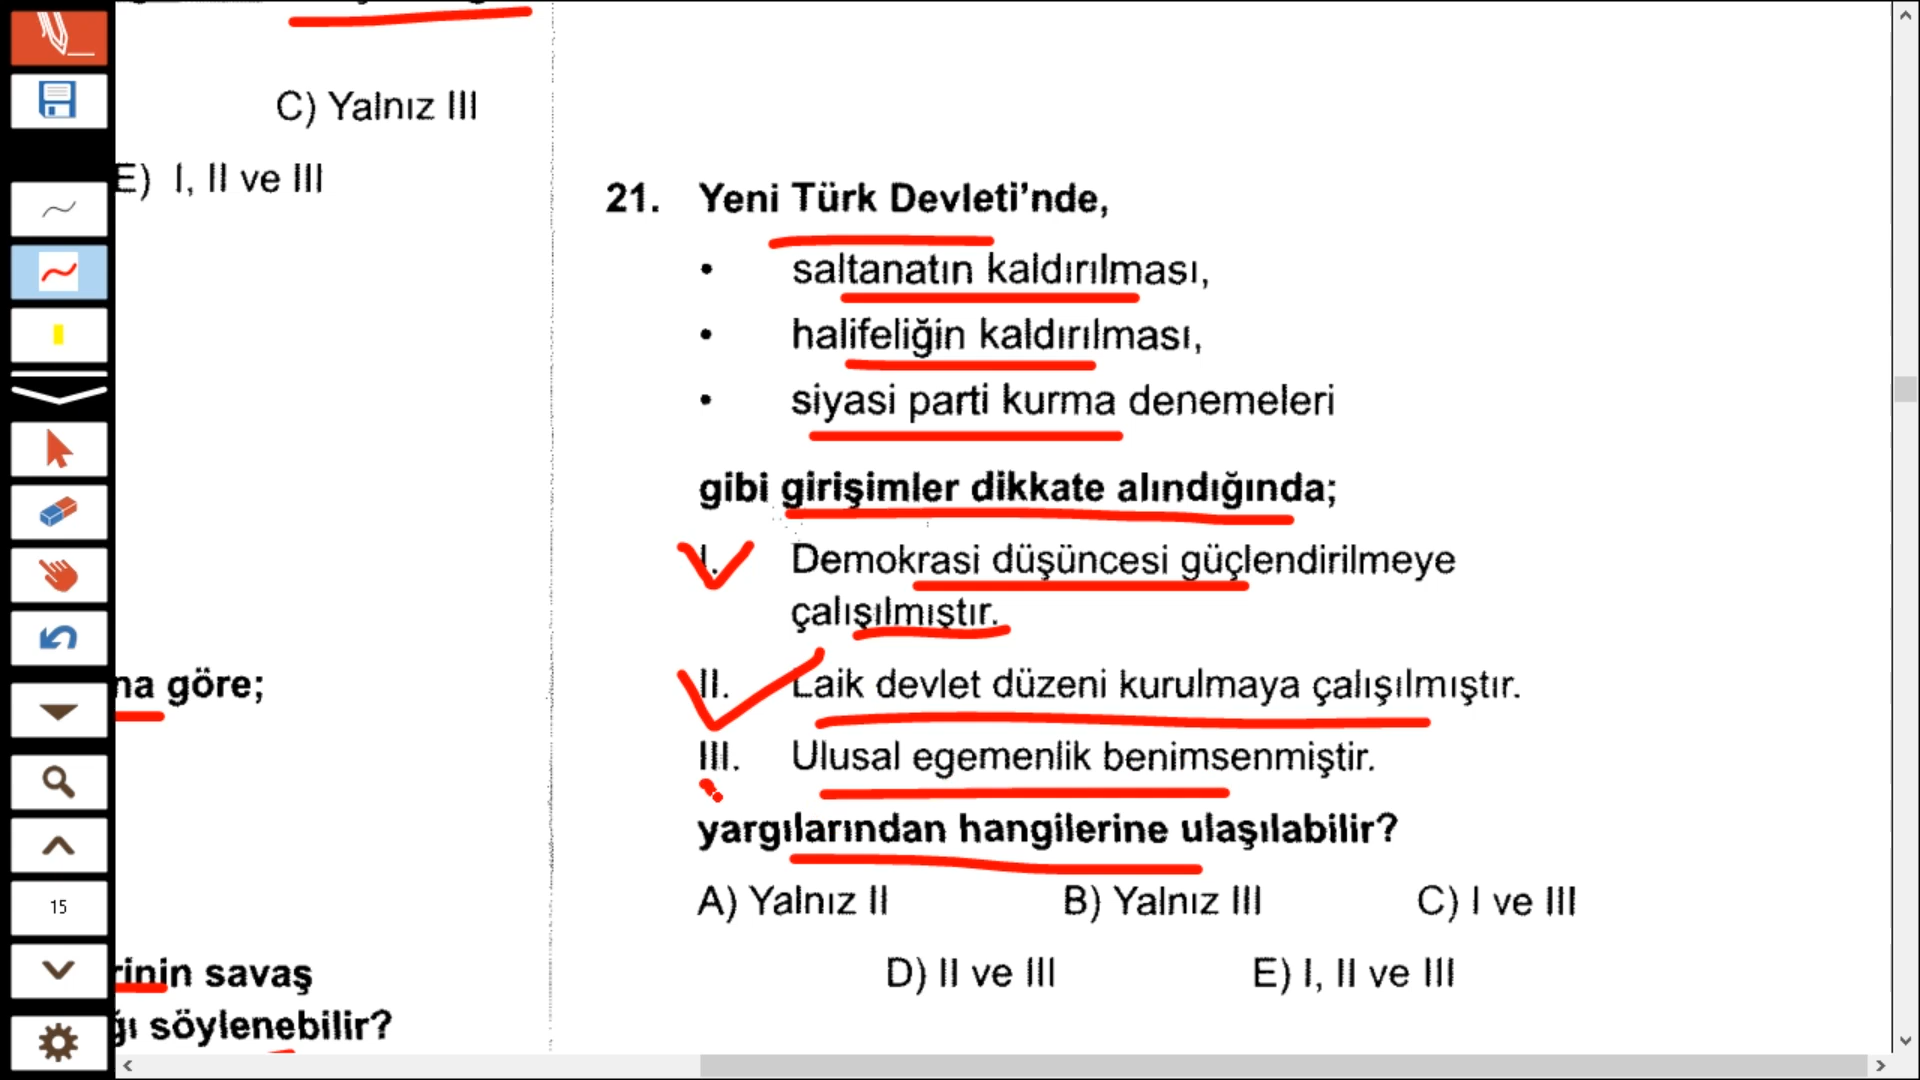 C) Yalnız III
E) I, II ve III
na göre;
rinin savaş
ğı söylenebilir?
21. Yeni Türk Devleti'nde,
• saltanatın kaldırılması,
• halifeliğin kaldırılması,
• siyasi parti kurma denemeleri
gibi girişimler dikkate alındığında;
I. Demokrasi düşüncesi güçlendirilmeye
çalışılmıştır.
II. Laik devlet düzeni kurulmaya çalışılmıştır.
III. Ulusal egemenlik benimsenmiştir.
yargılarından hangilerine ulaşılabilir?
A) Yalnız II B) Yalnız III C) I ve III
D) II ve III E) I, II ve III
15